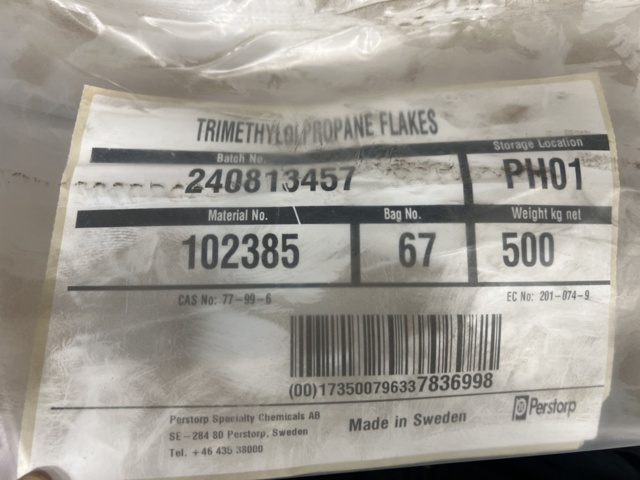 TRIMETHYLOLPROPANE FLAKES
Batch No. Storage Location
240813457 PH01
Material No. Bag No. Weight kg net
102385 67 500
CAS No: 77-99-6 EC No: 201-074-9
(00)173500796337836998
Perstorp Specialty Chemicals AB
SE-284 80 Perstorp, Sweden
Tel. +46 435 38000
Made in Sweden
Perstorp